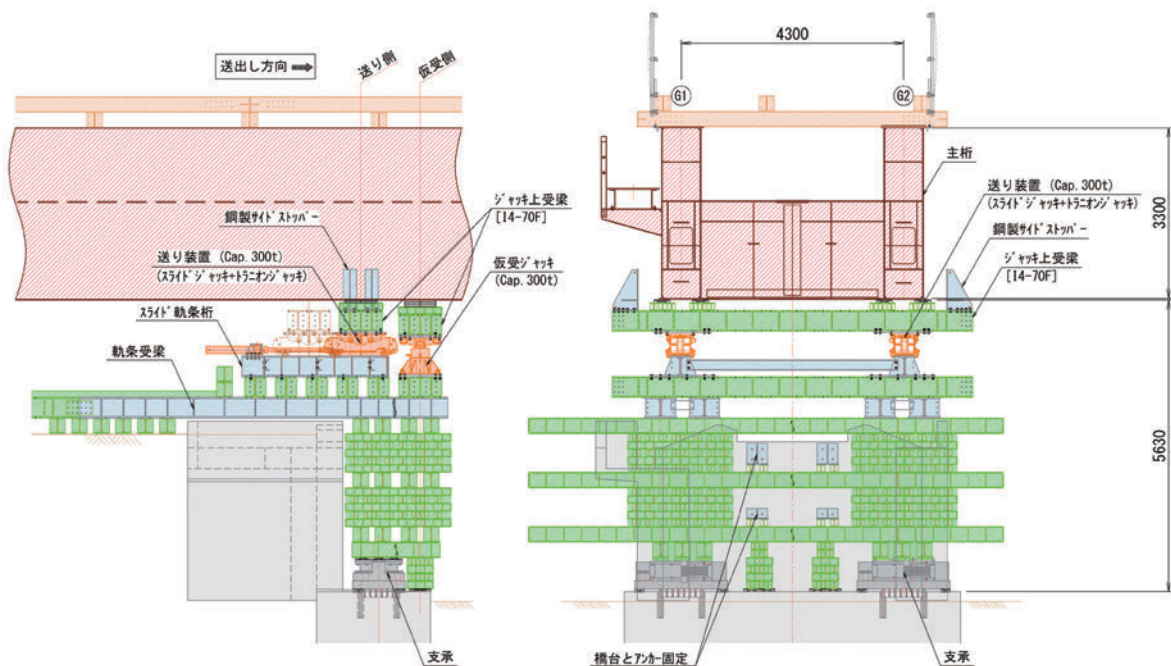 送出し方向
送り側
仮受側
鋼製サイドストッパー
送り装置 (Cap. 300t)
(スライドジャッキ+トラニオンジャッキ)
スライド軌条桁
軌条受梁
ジャッキ上受梁
[I4-70F]
仮受ジャッキ
(Cap. 300t)
支承
4300
G1
G2
主桁
送り装置 (Cap. 300t)
(スライドジャッキ+トラニオンジャッキ)
鋼製サイドストッパー
ジャッキ上受梁
[I4-70F]
3300
5630
橋台とアンカー固定
支承